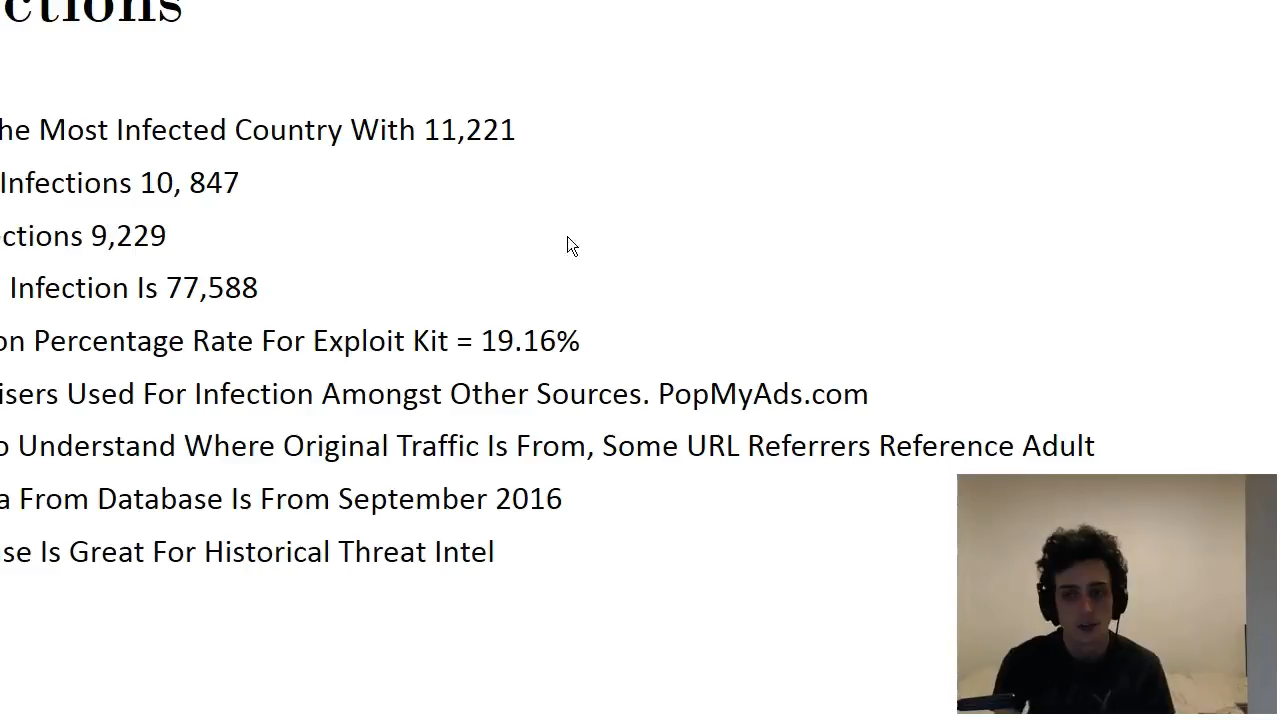 ctions
he Most Infected Country With 11,221
Infections 10, 847
ctions 9,229
Infection Is 77,588
on Percentage Rate For Exploit Kit = 19.16%
isers Used For Infection Amongst Other Sources. PopMyAds.com
o Understand Where Original Traffic Is From, Some URL Referrers Reference Adult
a From Database Is From September 2016
se Is Great For Historical Threat Intel